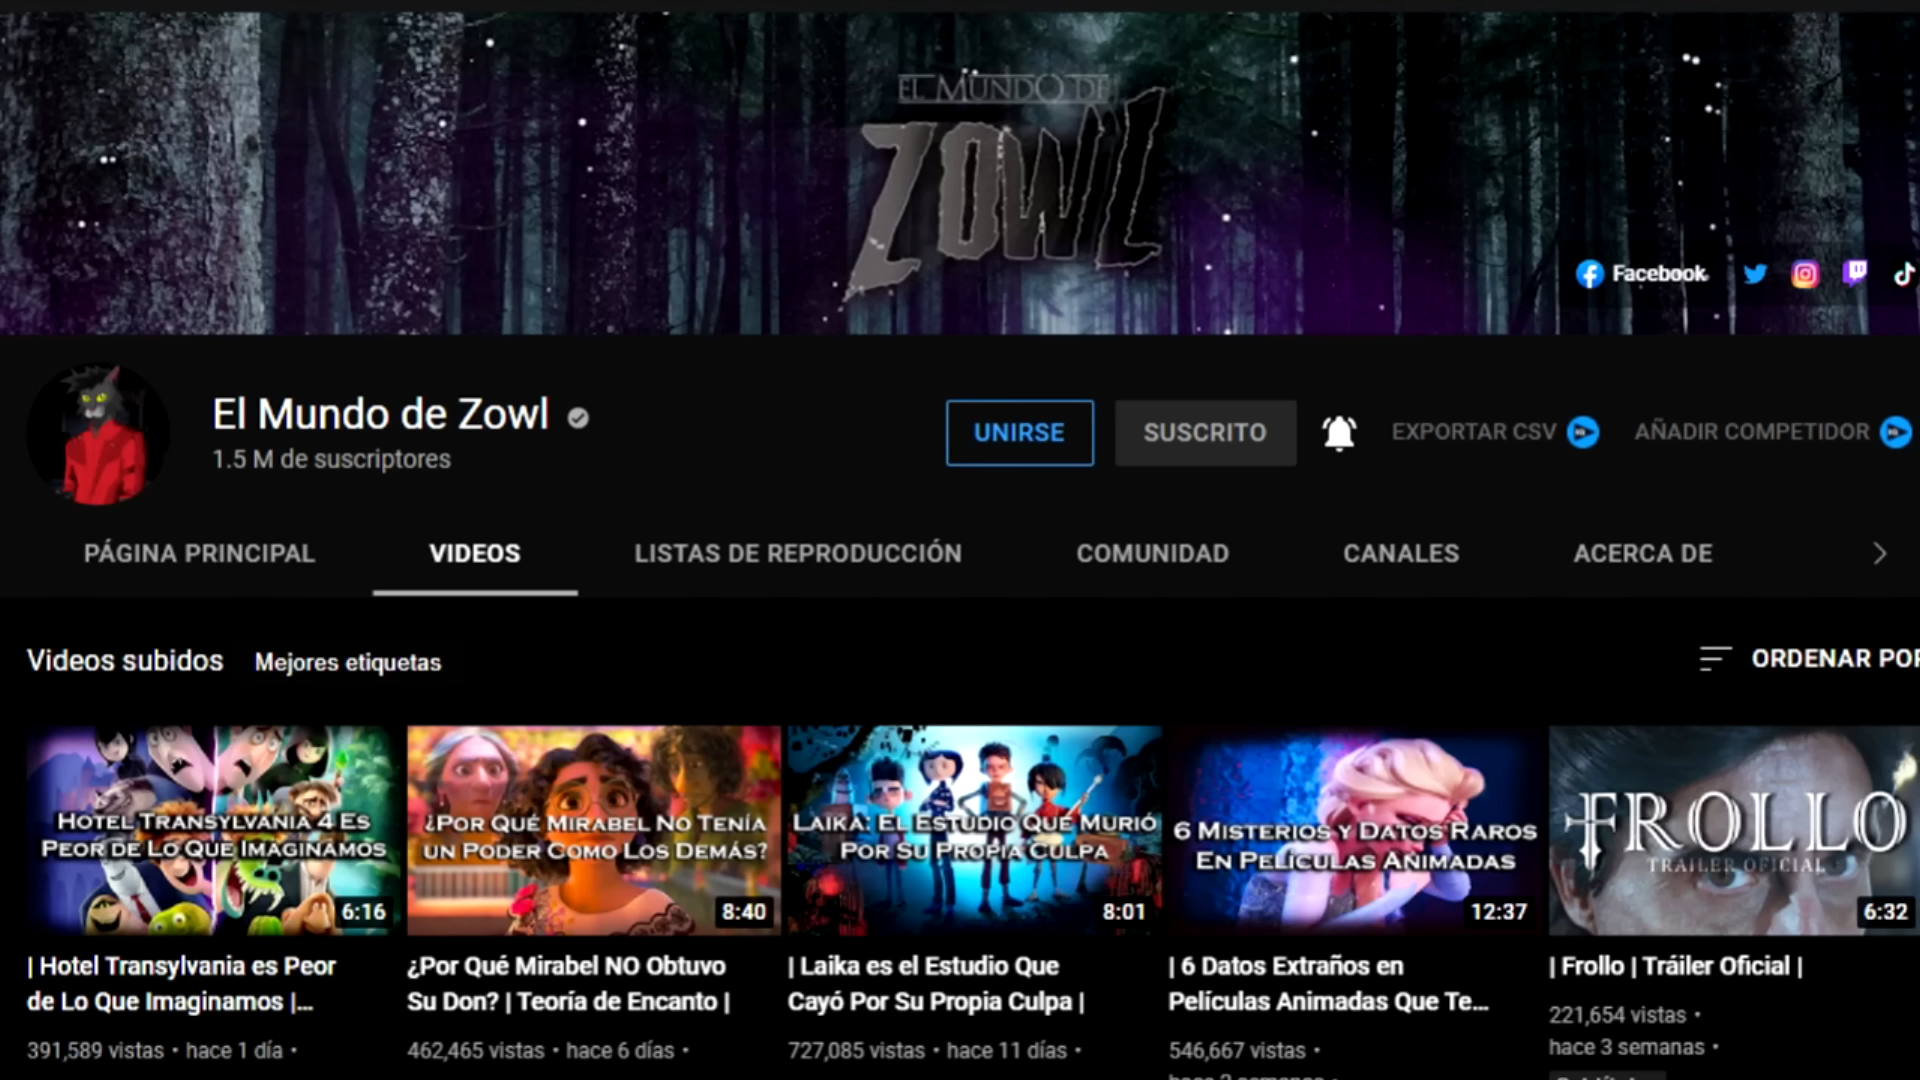 EL MUNDO DE
ZOWL
Facebook
El Mundo de Zowl
1.5 M de suscriptores
UNIRSE
SUSCRITO
EXPORTAR CSV
AÑADIR COMPETIDOR
PÁGINA PRINCIPAL
VIDEOS
LISTAS DE REPRODUCCIÓN
COMUNIDAD
CANALES
ACERCA DE
Videos subidos
Mejores etiquetas
ORDENAR POR
HOTEL TRANSYLVANIA 4 ES
PEOR DE LO QUE IMAGINAMOS
6:16
| Hotel Transylvania es Peor
de Lo Que Imaginamos |...
391,589 vistas • hace 1 día •
¿POR QUÉ MIRABEL NO TENÍA
UN PODER COMO LOS DEMÁS?
8:40
¿Por Qué Mirabel NO Obtuvo
Su Don? | Teoría de Encanto |
462,465 vistas • hace 6 días •
LAIKA: EL ESTUDIO QUE MURIÓ
POR SU PROPIA CULPA
8:01
| Laika es el Estudio Que
Cayó Por Su Propia Culpa |
727,085 vistas • hace 11 días •
6 MISTERIOS Y DATOS RAROS
EN PELÍCULAS ANIMADAS
12:37
| 6 Datos Extraños en
Películas Animadas Que Te...
546,667 vistas •
FROLLO
TRAILER OFICIAL
6:32
| Frollo | Tráiler Oficial |
221,654 vistas •
hace 3 semanas •